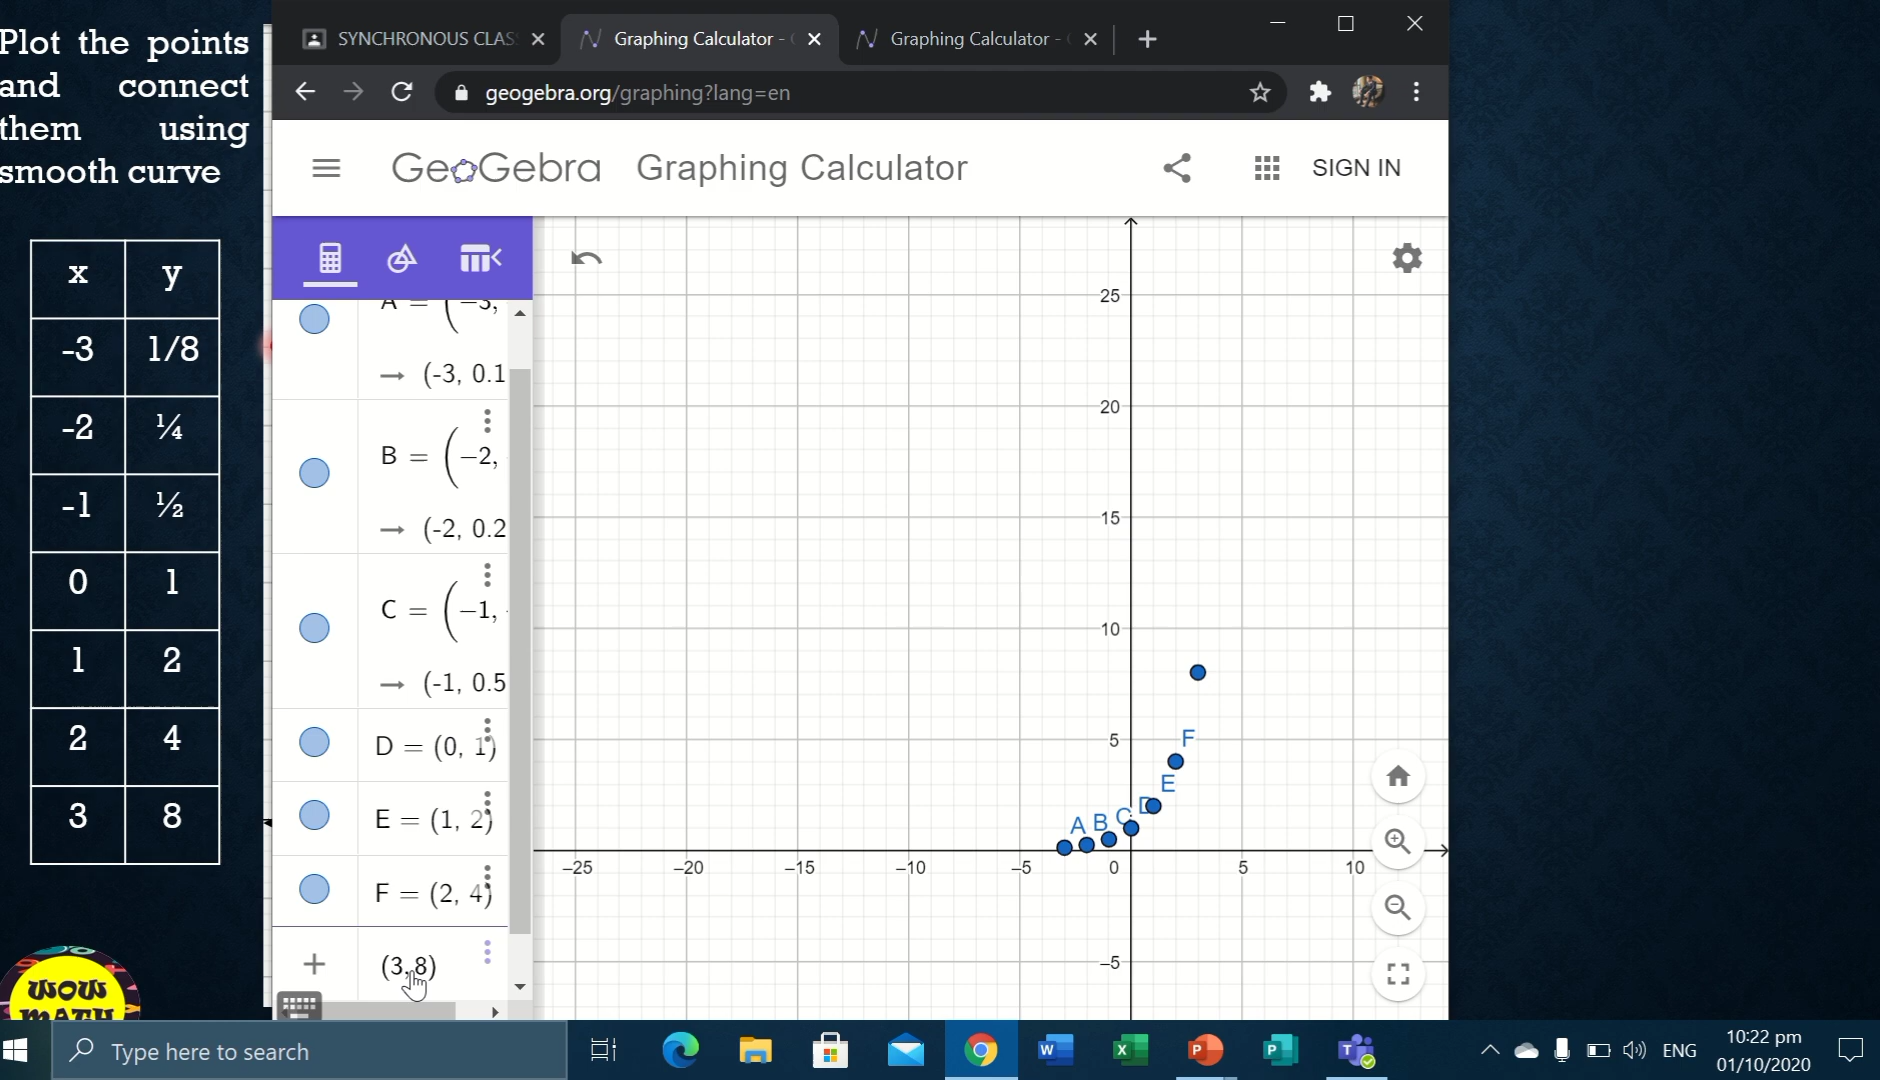 Plot the points
and connect
them using
smooth curve
x y
-3 1/8
-2 ¼
-1 ½
0 1
1 2
2 4
3 8
WOW
MATH
SYNCHRONOUS CLAS
Graphing Calculator -
Graphing Calculator -
geogebra.org/graphing?lang=en
GeoGebra Graphing Calculator SIGN IN
A = (−3,
→ (-3, 0.1
B = (−2,
→ (-2, 0.2
C = (−1,
→ (-1, 0.5
D = (0, 1)
E = (1, 2)
F = (2, 4)
(3,8)
25
20
15
10
5
−5
−25 −20 −15 −10 −5 0 5 10
A B C D E F
Type here to search
ENG
10:22 pm
01/10/2020